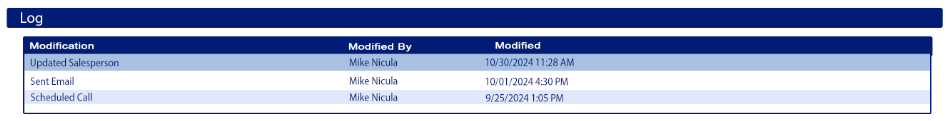 Log
Modification Modified By Modified
Updated Salesperson Mike Nicula 10/30/2024 11:28 AM
Sent Email Mike Nicula 10/01/2024 4:30 PM
Scheduled Call Mike Nicula 9/25/2024 1:05 PM